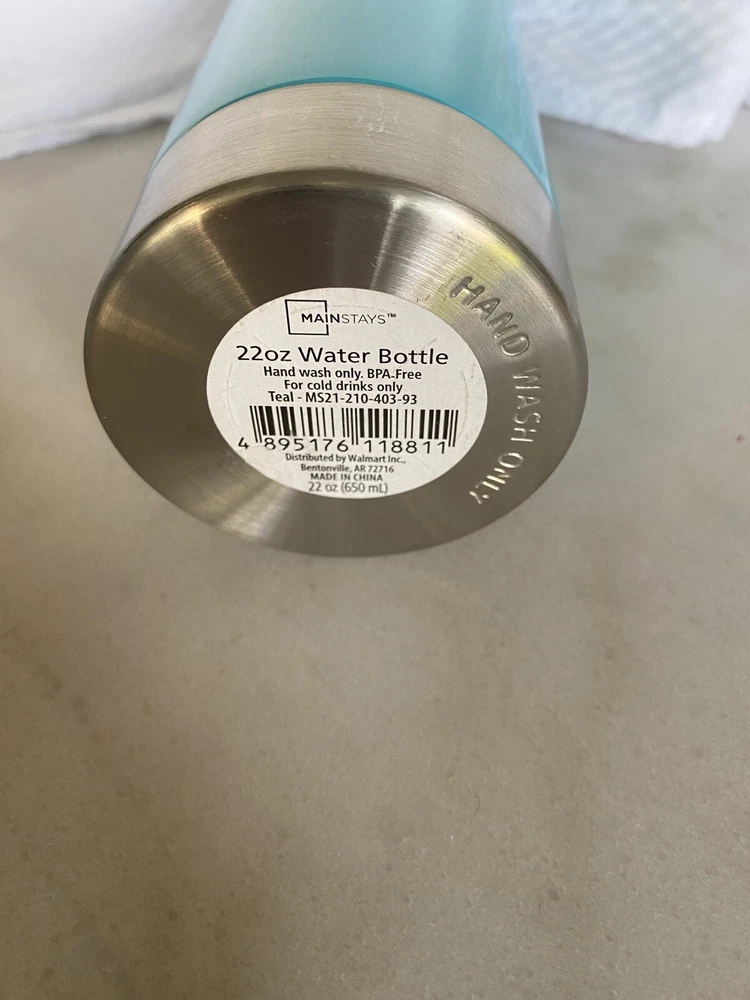 MAINSTAYS™
22oz Water Bottle
Hand wash only. BPA-Free
For cold drinks only
Teal - MS21-210-403-93
4 895176 118811
Distributed by Walmart Inc.,
Bentonville, AR 72716
MADE IN CHINA
22 oz (650 mL)
HAND WASH ONLY